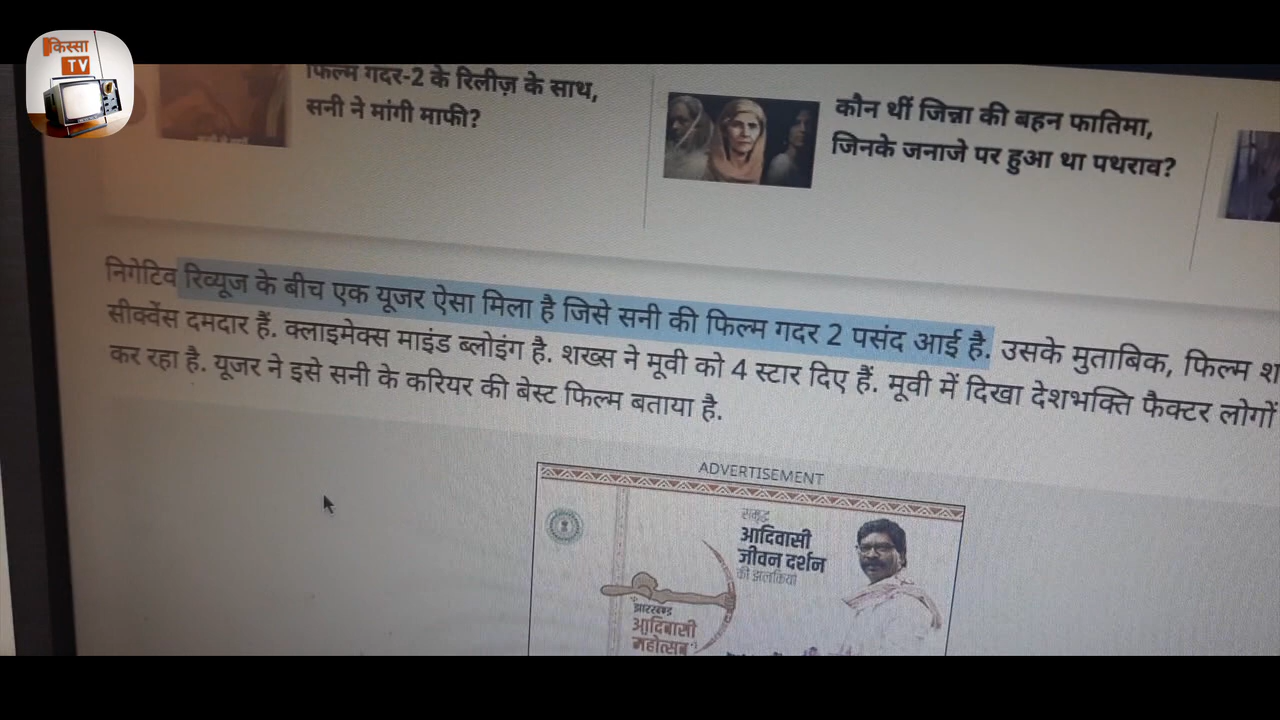 किस्सा
TV
फिल्म गदर-2 के रिलीज़ के साथ,
सनी ने मांगी माफी?
कौन थीं जिन्ना की बहन फातिमा,
जिनके जनाजे पर हुआ था पथराव?
निगेटिव रिव्यूज के बीच एक यूजर ऐसा मिला है जिसे सनी की फिल्म गदर 2 पसंद आई है. उसके मुताबिक, फिल्म श
सीक्वेंस दमदार हैं. क्लाइमेक्स माइंड ब्लोइंग है. शख्स ने मूवी को 4 स्टार दिए हैं. मूवी में दिखा देशभक्ति फैक्टर लोगों
कर रहा है. यूजर ने इसे सनी के करियर की बेस्ट फिल्म बताया है.
ADVERTISEMENT
समृद्ध
आदिवासी
जीवन दर्शन
की झलकियां
झारखण्ड
आदिवासी
महोत्सव